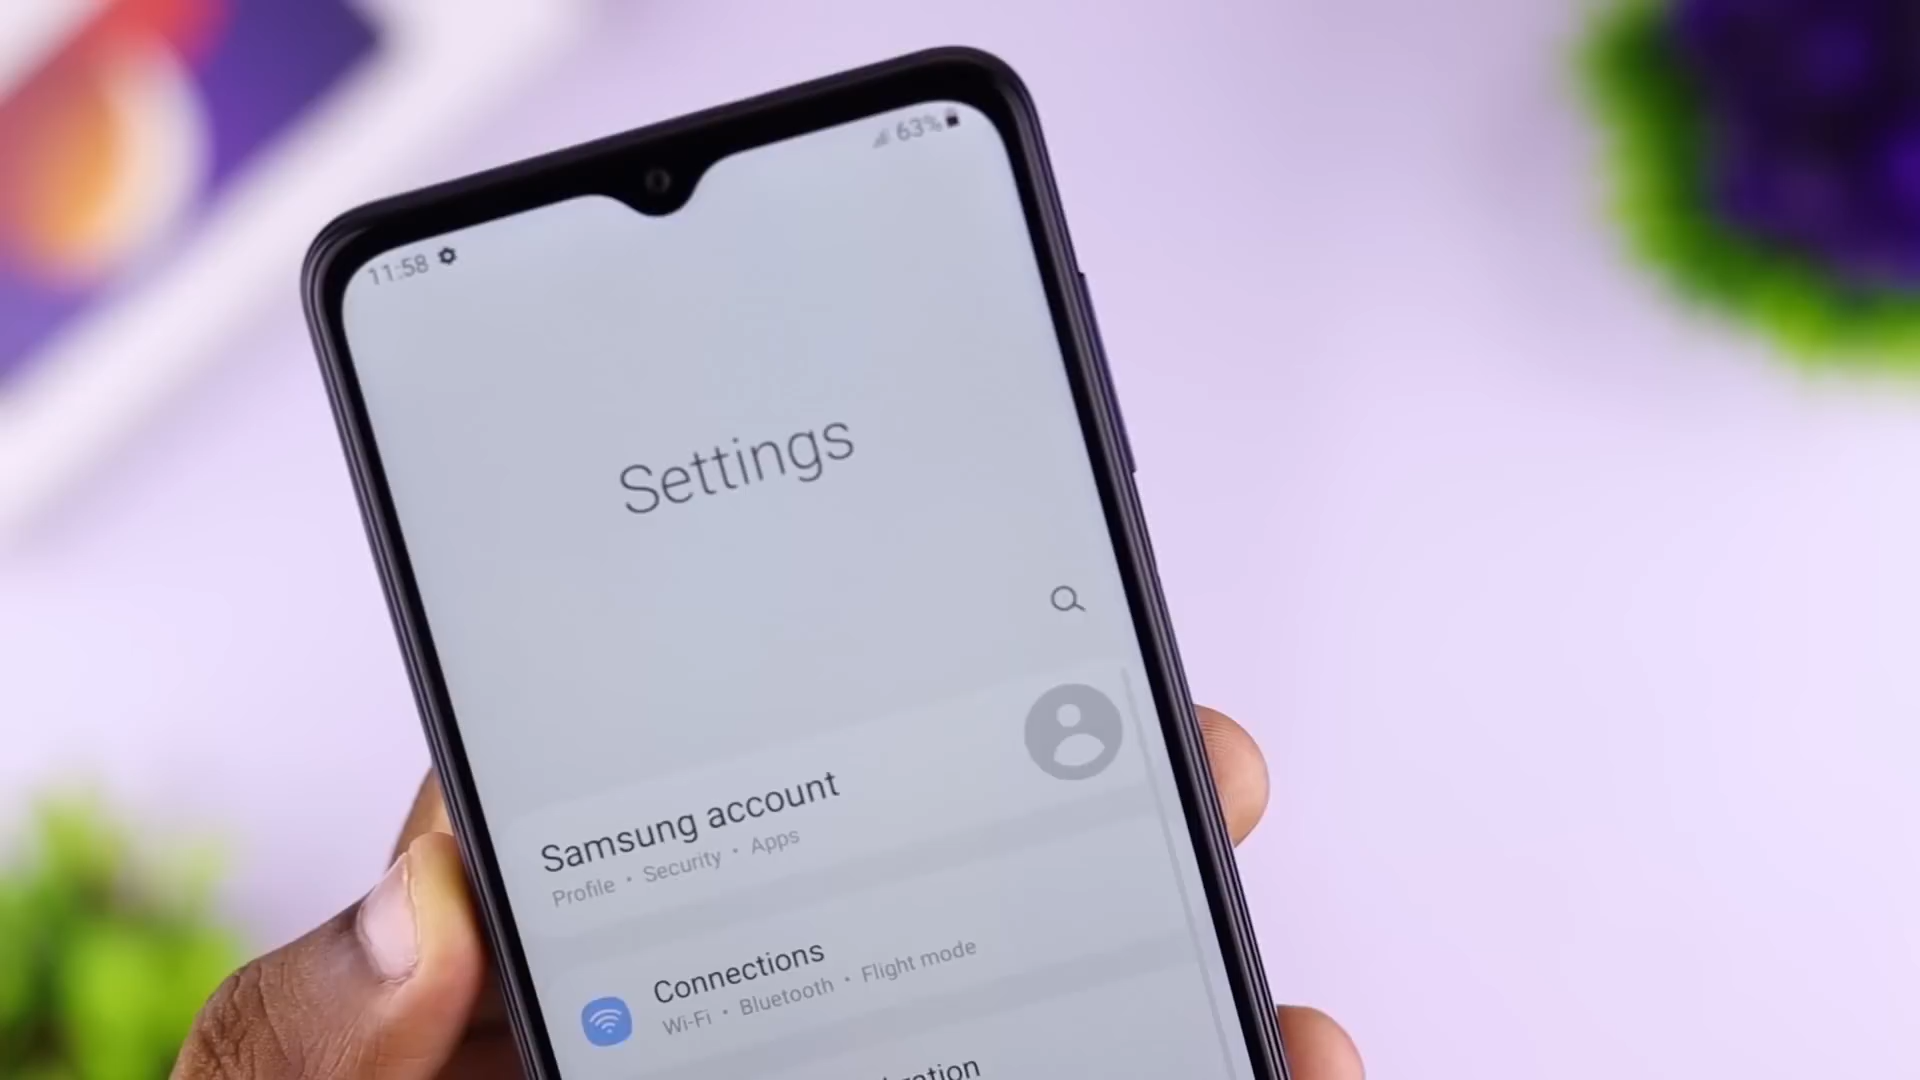 11:58
63%
Settings
Samsung account
Profile • Security • Apps
Connections
Wi-Fi • Bluetooth • Flight mode